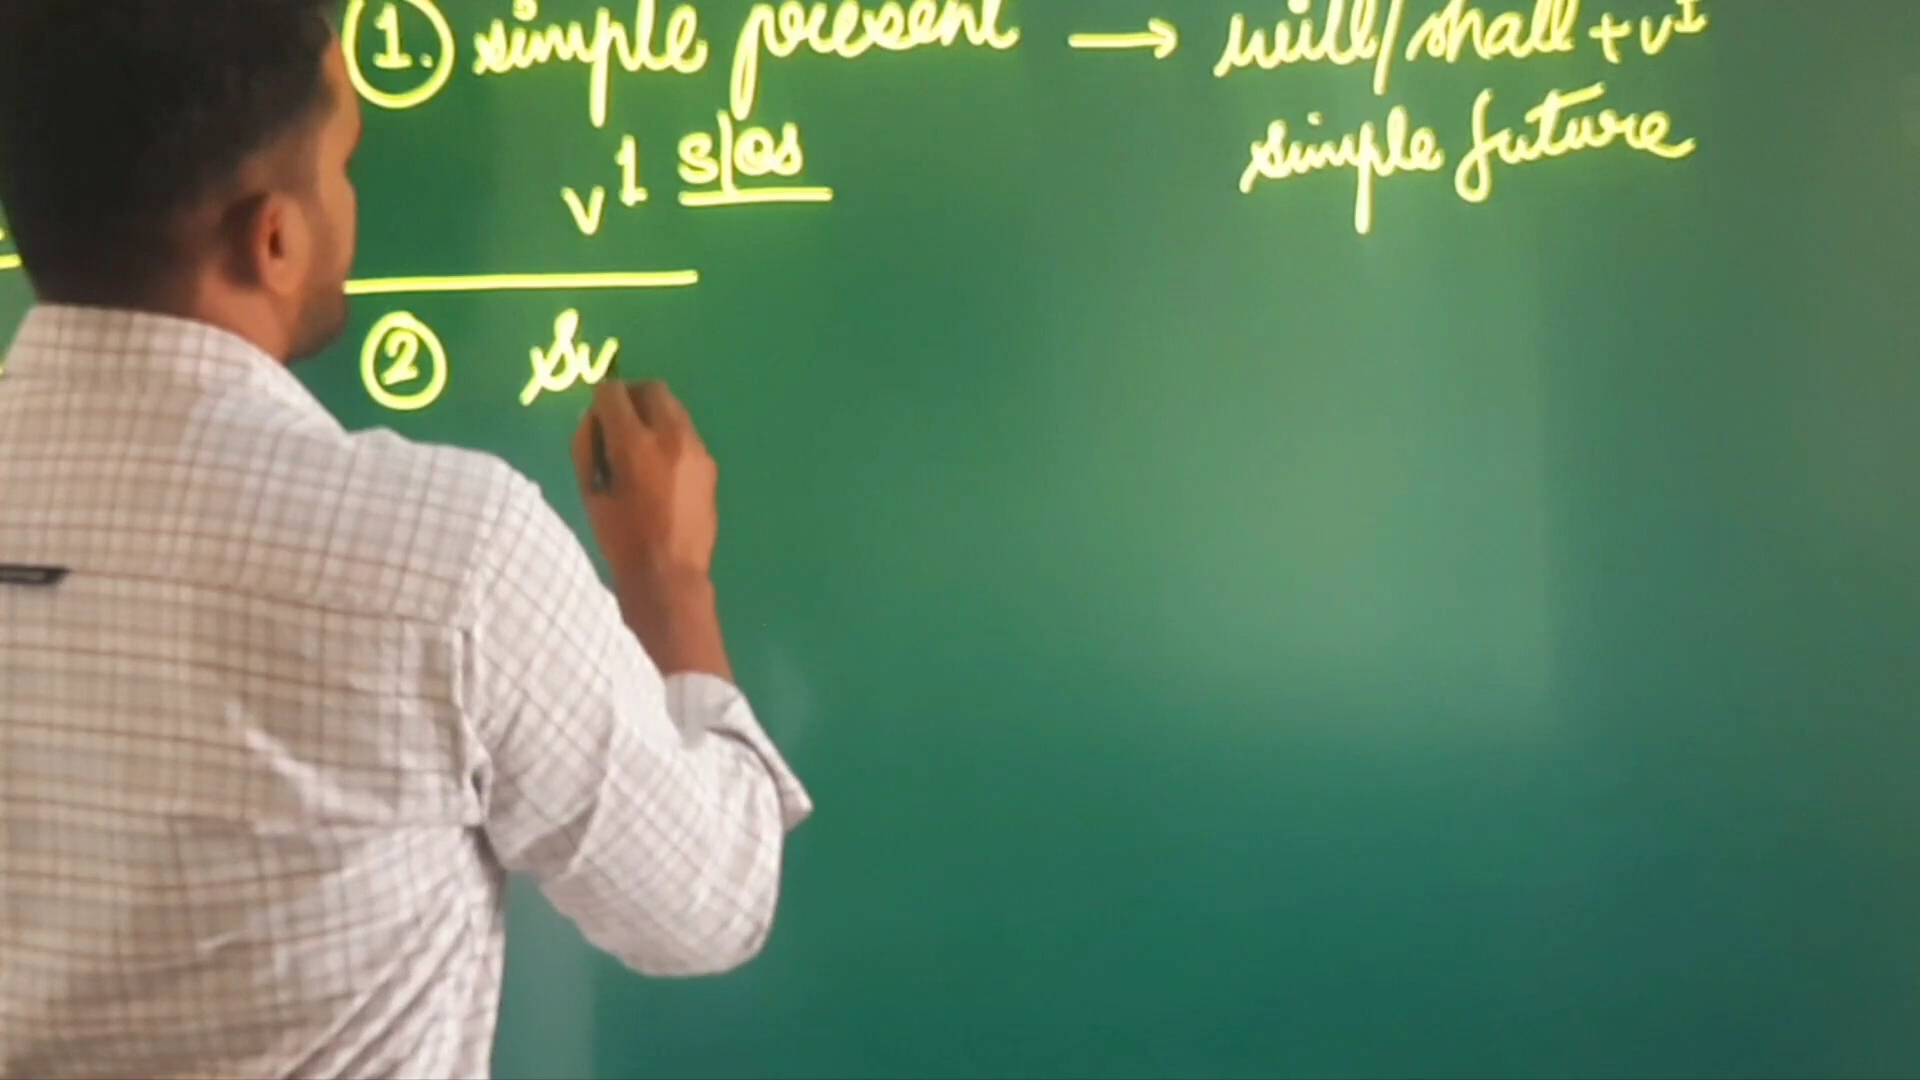 1. simple present → will/shall + v¹
simple future
v¹ s/es
2